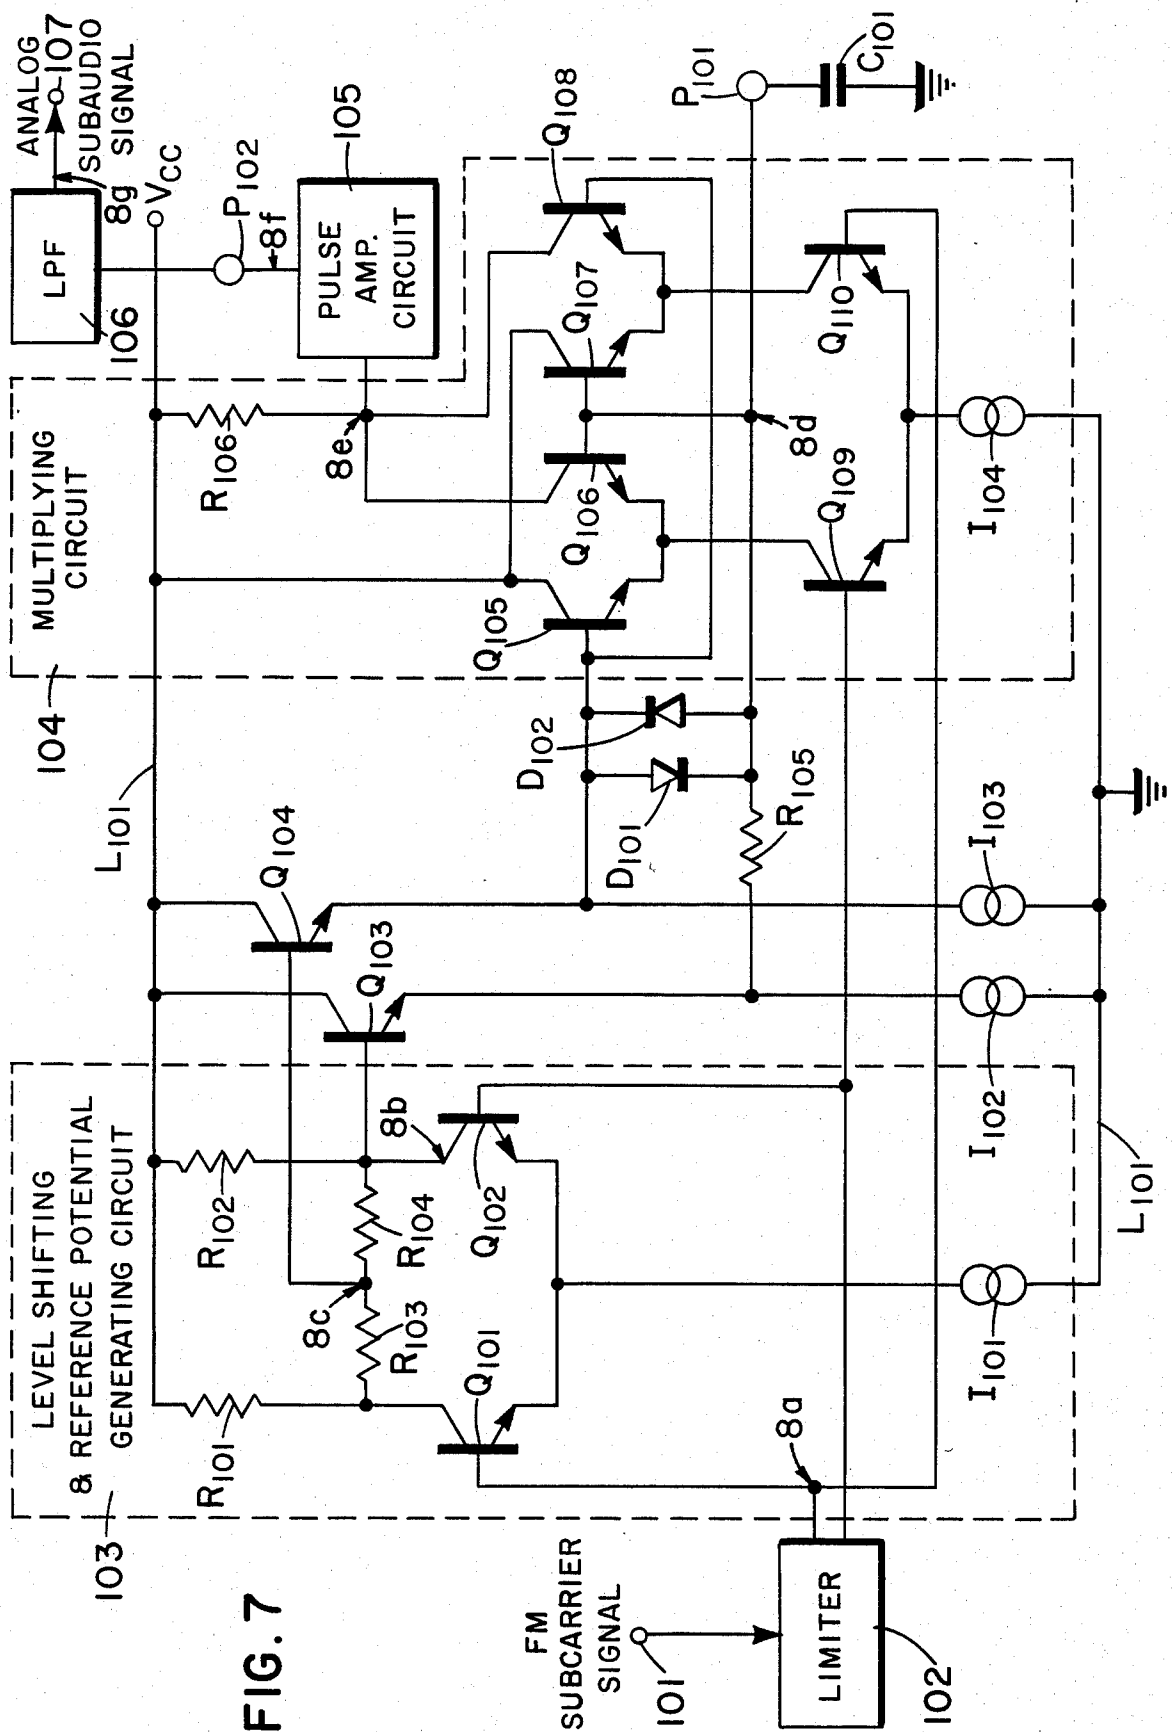 FIG. 7
103
LEVEL SHIFTING
& REFERENCE POTENTIAL
GENERATING CIRCUIT
104
MULTIPLYING
CIRCUIT
LPF
106
ANALOG
107
SUBAUDIO
SIGNAL
8g
VCC
P102
8f
105
PULSE
AMP.
CIRCUIT
L101
R101
R102
R106
8e
Q104
Q103
8b
8c
R103
R104
Q101
Q102
Q105
Q106
Q107
Q108
D102
D101
R105
8d
P101
C101
Q109
Q110
8a
FM
SUBCARRIER
SIGNAL
101
LIMITER
102
I101
I102
I103
I104
L101